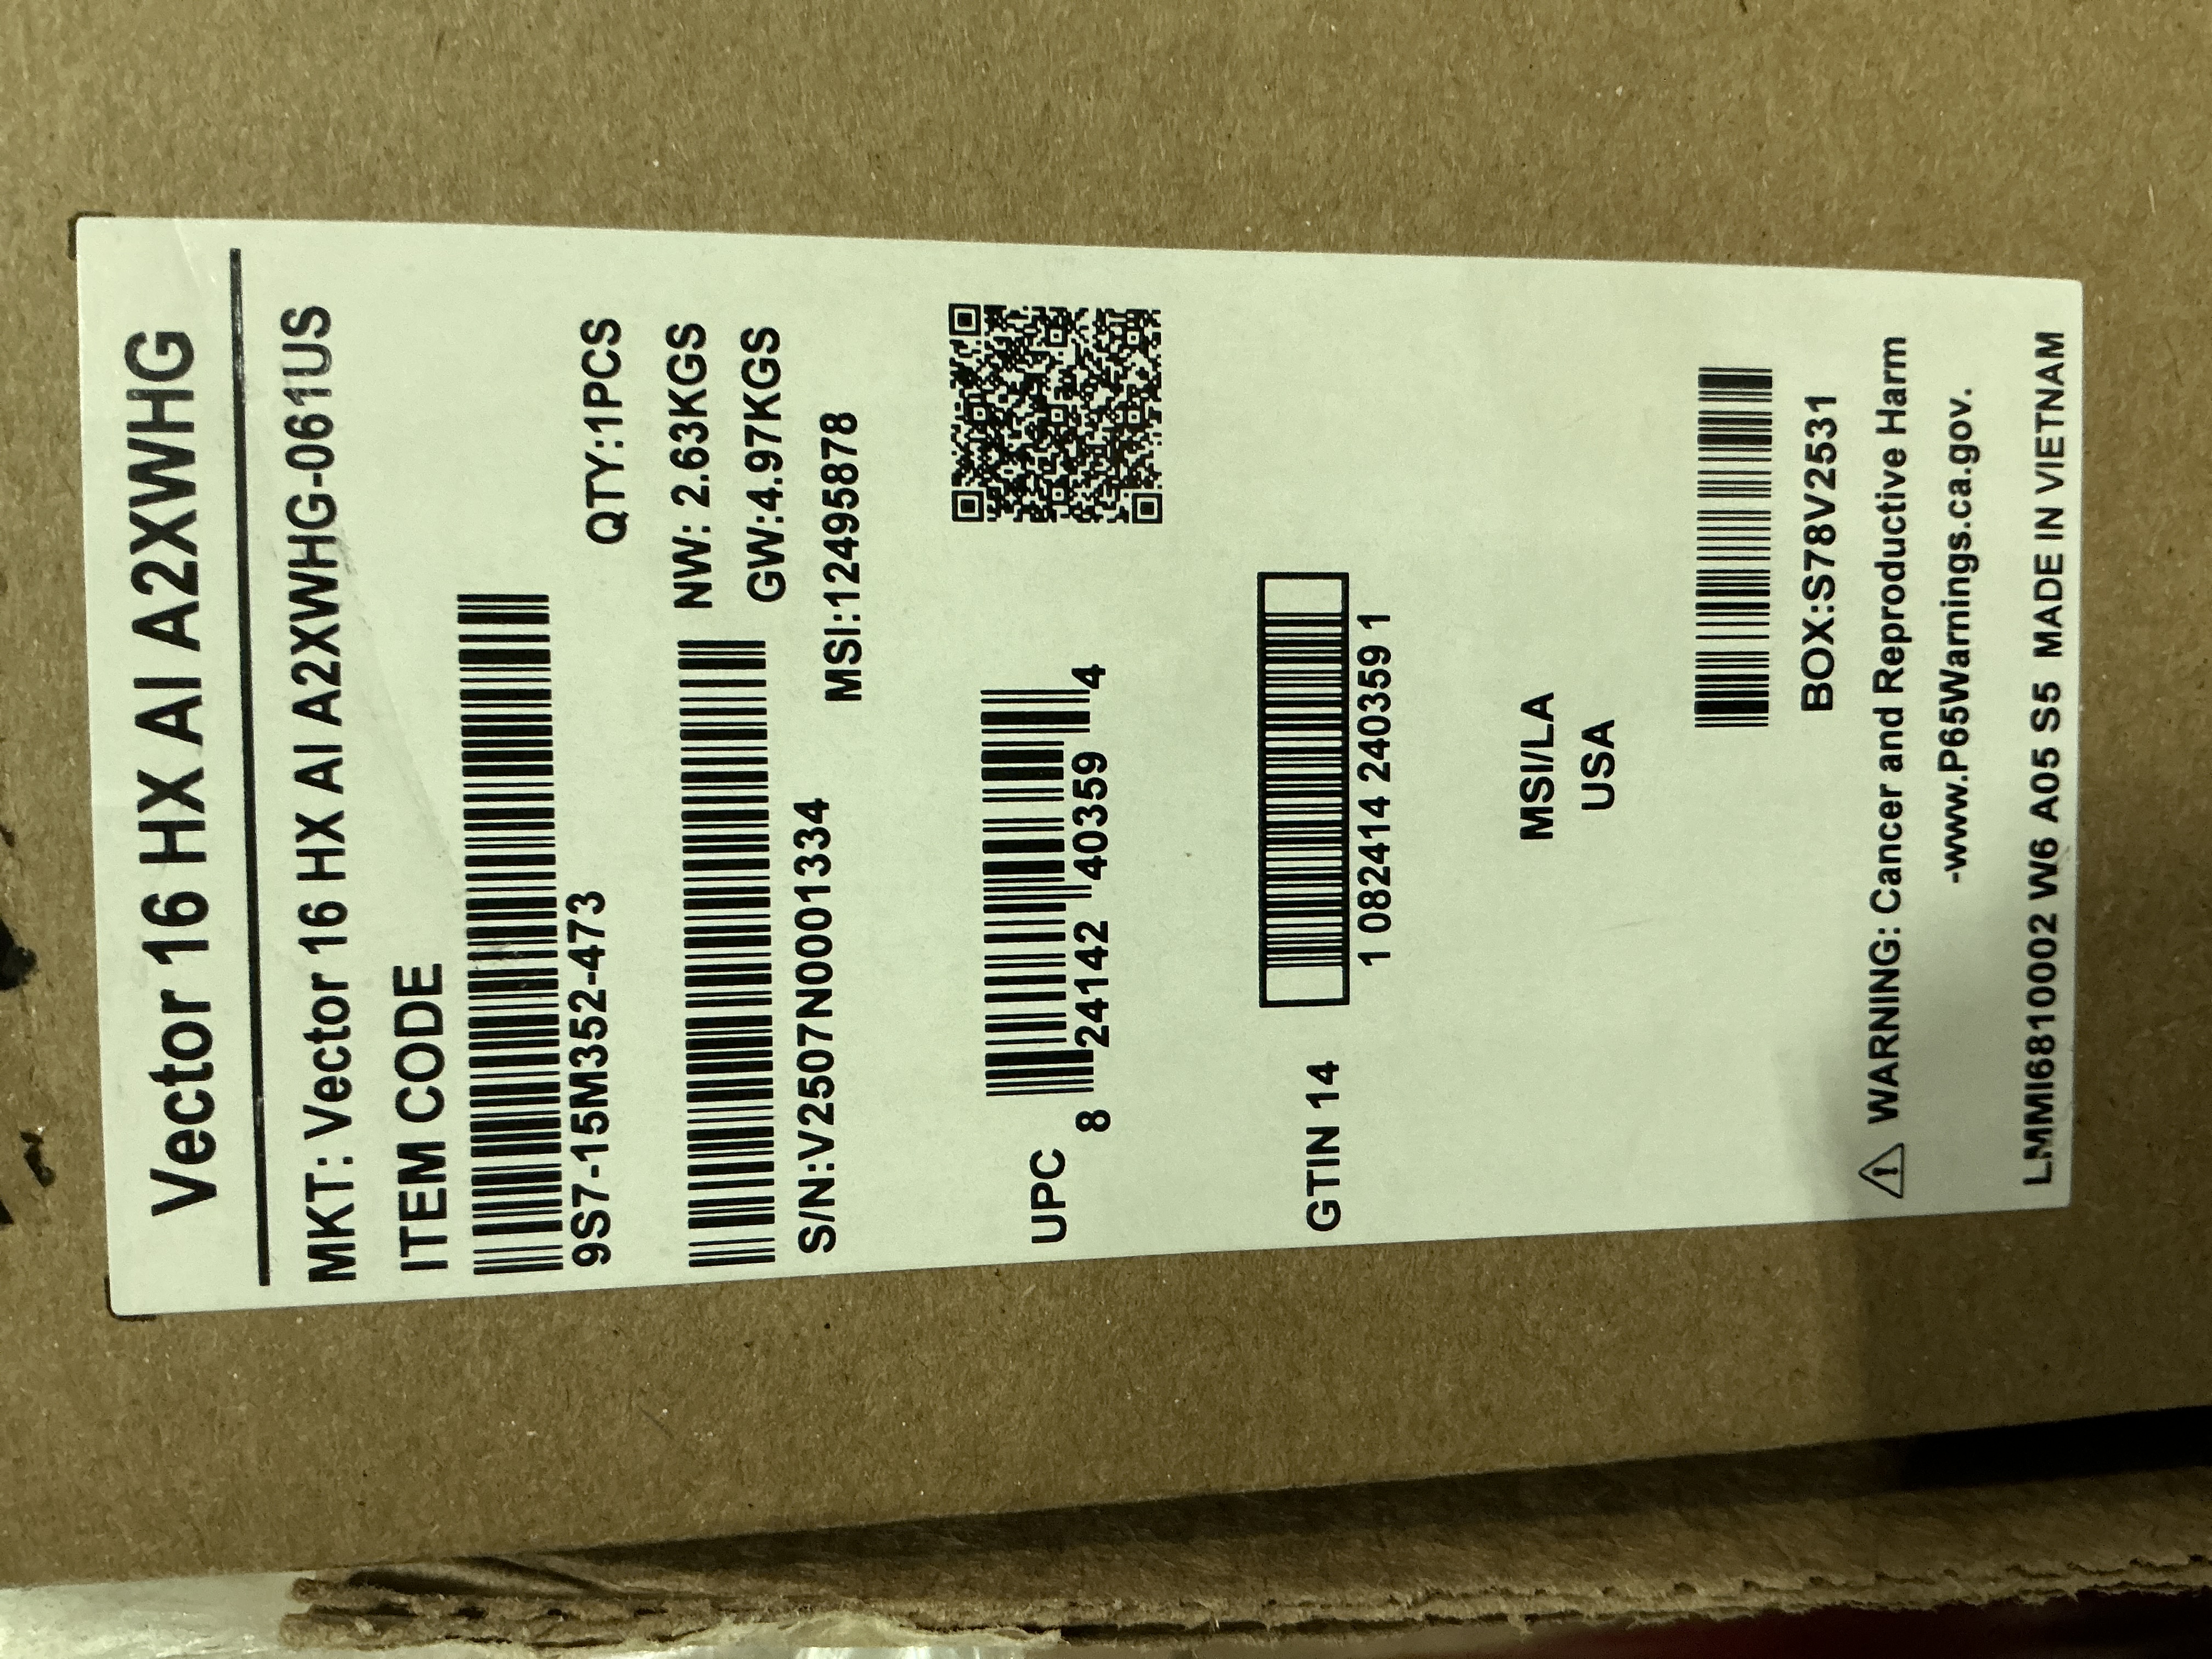 Vector 16 HX AI A2XWHG
MKT: Vector 16 HX AI A2XWHG-061US
ITEM CODE
9S7-15M352-473
QTY:1PCS
NW: 2.63KGS
GW:4.97KGS
S/N:V2507N0001334
MSI:12495878
UPC
8 24142 40359 4
GTIN 14
1 082414 240359 1
MSI/LA
USA
BOX:S78V2531
⚠ WARNING: Cancer and Reproductive Harm
-www.P65Warnings.ca.gov.
LMMI6810002 W6 A05 S5 MADE IN VIETNAM